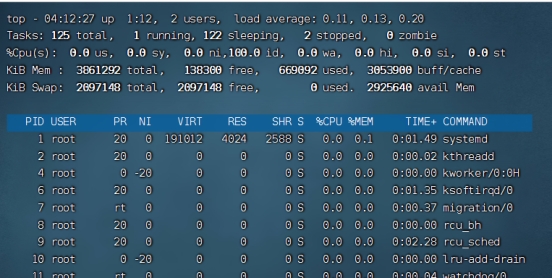 top - 04:12:27 up  1:12,  2 users,  load average: 0.11, 0.13, 0.20
Tasks: 125 total,   1 running, 122 sleeping,   2 stopped,   0 zombie
%Cpu(s):  0.0 us,  0.0 sy,  0.0 ni,100.0 id,  0.0 wa,  0.0 hi,  0.0 si,  0.0 st
KiB Mem :  3861292 total,   138300 free,   669092 used,  3053900 buff/cache
KiB Swap:  2097148 total,  2097148 free,        0 used.  2925640 avail Mem
PID USER      PR  NI    VIRT    RES    SHR S  %CPU %MEM     TIME+ COMMAND
1 root      20   0  191012   4024   2588 S   0.0  0.1   0:01.49 systemd
2 root      20   0       0      0      0 S   0.0  0.0   0:00.02 kthreadd
4 root       0 -20       0      0      0 S   0.0  0.0   0:00.00 kworker/0:0H
6 root      20   0       0      0      0 S   0.0  0.0   0:01.35 ksoftirqd/0
7 root      rt   0       0      0      0 S   0.0  0.0   0:00.37 migration/0
8 root      20   0       0      0      0 S   0.0  0.0   0:00.00 rcu_bh
9 root      20   0       0      0      0 S   0.0  0.0   0:02.28 rcu_sched
10 root       0 -20       0      0      0 S   0.0  0.0   0:00.00 lru-add-drain
11 root      rt   0       0      0      0 S   0.0  0.0   0:00.04 watchdog/0